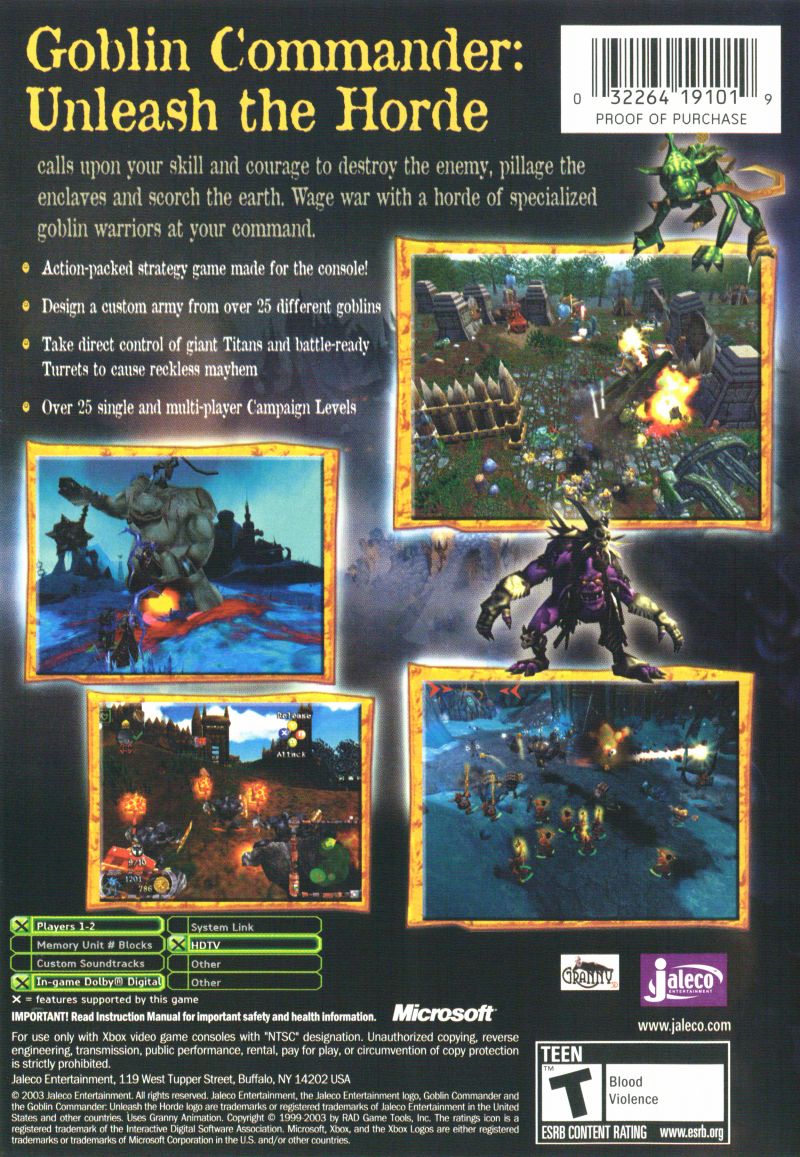 Goblin Commander:
Unleash the Horde
0 32264 19101 9
PROOF OF PURCHASE
calls upon your skill and courage to destroy the enemy, pillage the
enclaves and scorch the earth. Wage war with a horde of specialized
goblin warriors at your command.
Action-packed strategy game made for the console!
Design a custom army from over 25 different goblins
Take direct control of giant Titans and battle-ready
Turrets to cause reckless mayhem
Over 25 single and multi-player Campaign Levels
Release
X
Attack
9/10
1201
786
X Players 1-2
Memory Unit # Blocks
Custom Soundtracks
X In-game Dolby® Digital
System Link
X HDTV
Other
Other
X = features supported by this game
IMPORTANT! Read Instruction Manual for important safety and health information.
Microsoft®
GRANNY
jaleco
ENTERTAINMENT
www.jaleco.com
For use only with Xbox video game consoles with "NTSC" designation. Unauthorized copying, reverse
engineering, transmission, public performance, rental, pay for play, or circumvention of copy protection
is strictly prohibited.
Jaleco Entertainment, 119 West Tupper Street, Buffalo, NY 14202 USA
© 2003 Jaleco Entertainment. All rights reserved. Jaleco Entertainment, the Jaleco Entertainment logo, Goblin Commander and
the Goblin Commander: Unleash the Horde logo are trademarks or registered trademarks of Jaleco Entertainment in the United
States and other countries. Uses Granny Animation. Copyright © 1999-2003 by RAD Game Tools, Inc. The ratings icon is a
registered trademark of the Interactive Digital Software Association. Microsoft, Xbox, and the Xbox Logos are either registered
trademarks or trademarks of Microsoft Corporation in the U.S. and/or other countries.
TEEN
TM
T
Blood
Violence
ESRB CONTENT RATING www.esrb.org